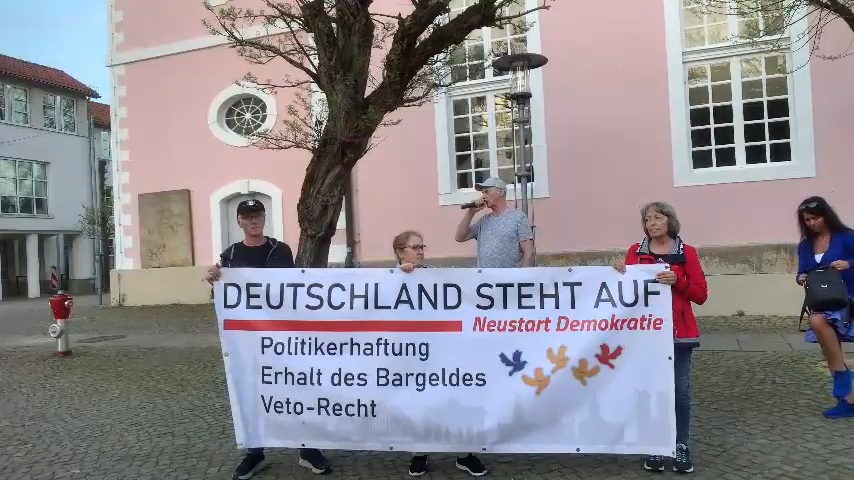 DEUTSCHLAND STEHT AUF
Neustart Demokratie
Politikerhaftung
Erhalt des Bargeldes
Veto-Recht